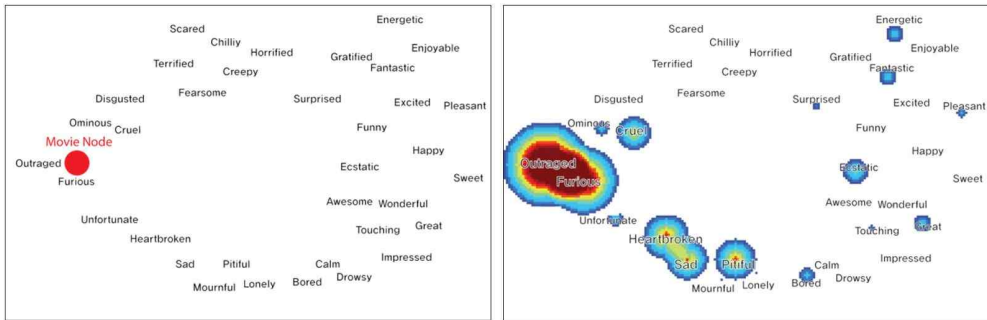 Energetic
Scared
Chilliy
Horrified
Enjoyable
Gratified
Terrified
Creepy
Fantastic
Fearsome
Disgusted
Surprised
Excited
Pleasant
Ominous
Cruel
Funny
Movie Node
Happy
Outraged
Ecstatic
Furious
Sweet
Awesome
Wonderful
Unfortunate
Touching
Great
Heartbroken
Impressed
Sad
Pitiful
Calm
Mournful
Lonely
Bored
Drowsy
Energetic
Scared
Chilliy
Horrified
Enjoyable
Gratified
Terrified
Creepy
Fantastic
Fearsome
Disgusted
Surprised
Excited
Pleasant
Ominous
Cruel
Funny
Happy
Outraged
Ecstatic
Furious
Sweet
Awesome
Wonderful
Unfortunate
Touching
Great
Heartbroken
Impressed
Sad
Pitiful
Calm
Mournful
Lonely
Bored
Drowsy